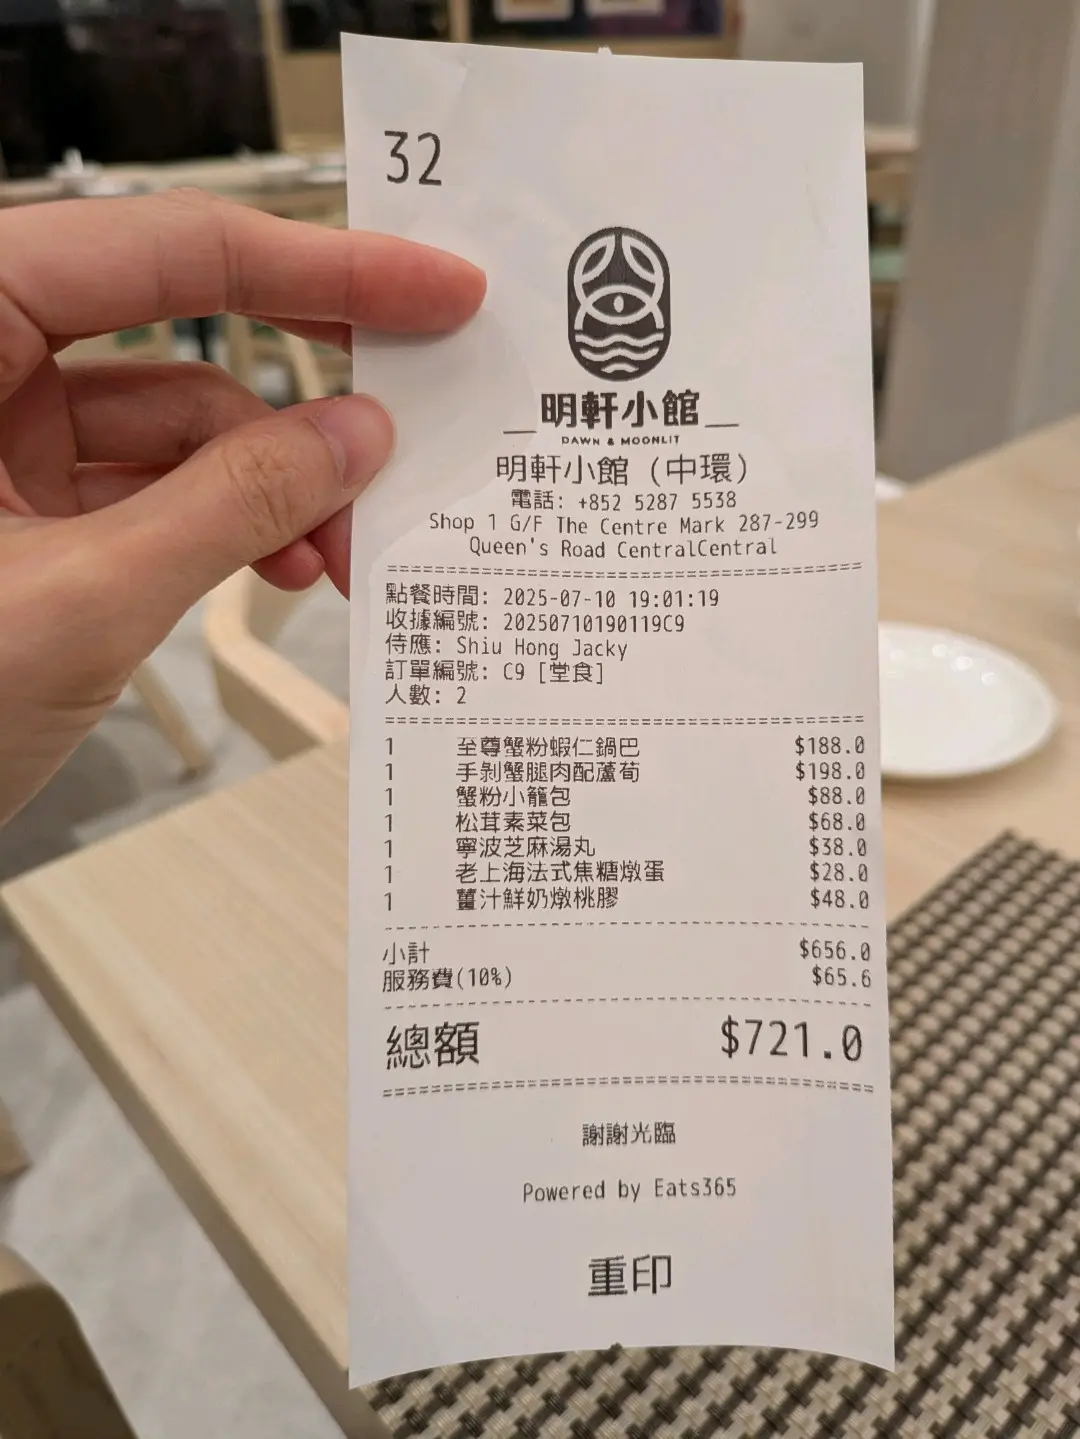 32
明軒小館
DAWN & MOONLIT
明軒小館 (中環)
電話: +852 5287 5538
Shop 1 G/F The Centre Mark 287-299
Queen's Road CentralCentral
點餐時間: 2025-07-10 19:01:19
收據編號: 20250710190119C9
侍應: Shiu Hong Jacky
訂單編號: C9 [堂食]
人數: 2
1 至尊蟹粉蝦仁鍋巴 $188.0
1 手剝蟹腿肉配蘆荀 $198.0
1 蟹粉小籠包 $88.0
1 松茸素菜包 $68.0
1 寧波芝麻湯丸 $38.0
1 老上海法式焦糖燉蛋 $28.0
1 薑汁鮮奶燉桃膠 $48.0
小計 $656.0
服務費(10%) $65.6
總額 $721.0
謝謝光臨
Powered by Eats365
重印